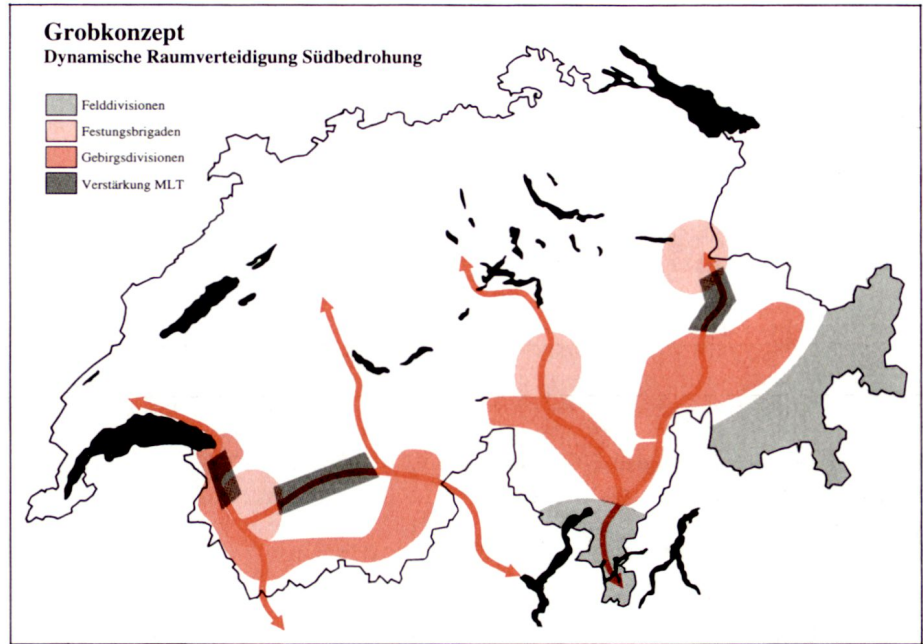 Grobkonzept
Dynamische Raumverteidigung Südbedrohung
Felddivisionen
Festungsbrigaden
Gebirgsdivisionen
Verstärkung MLT